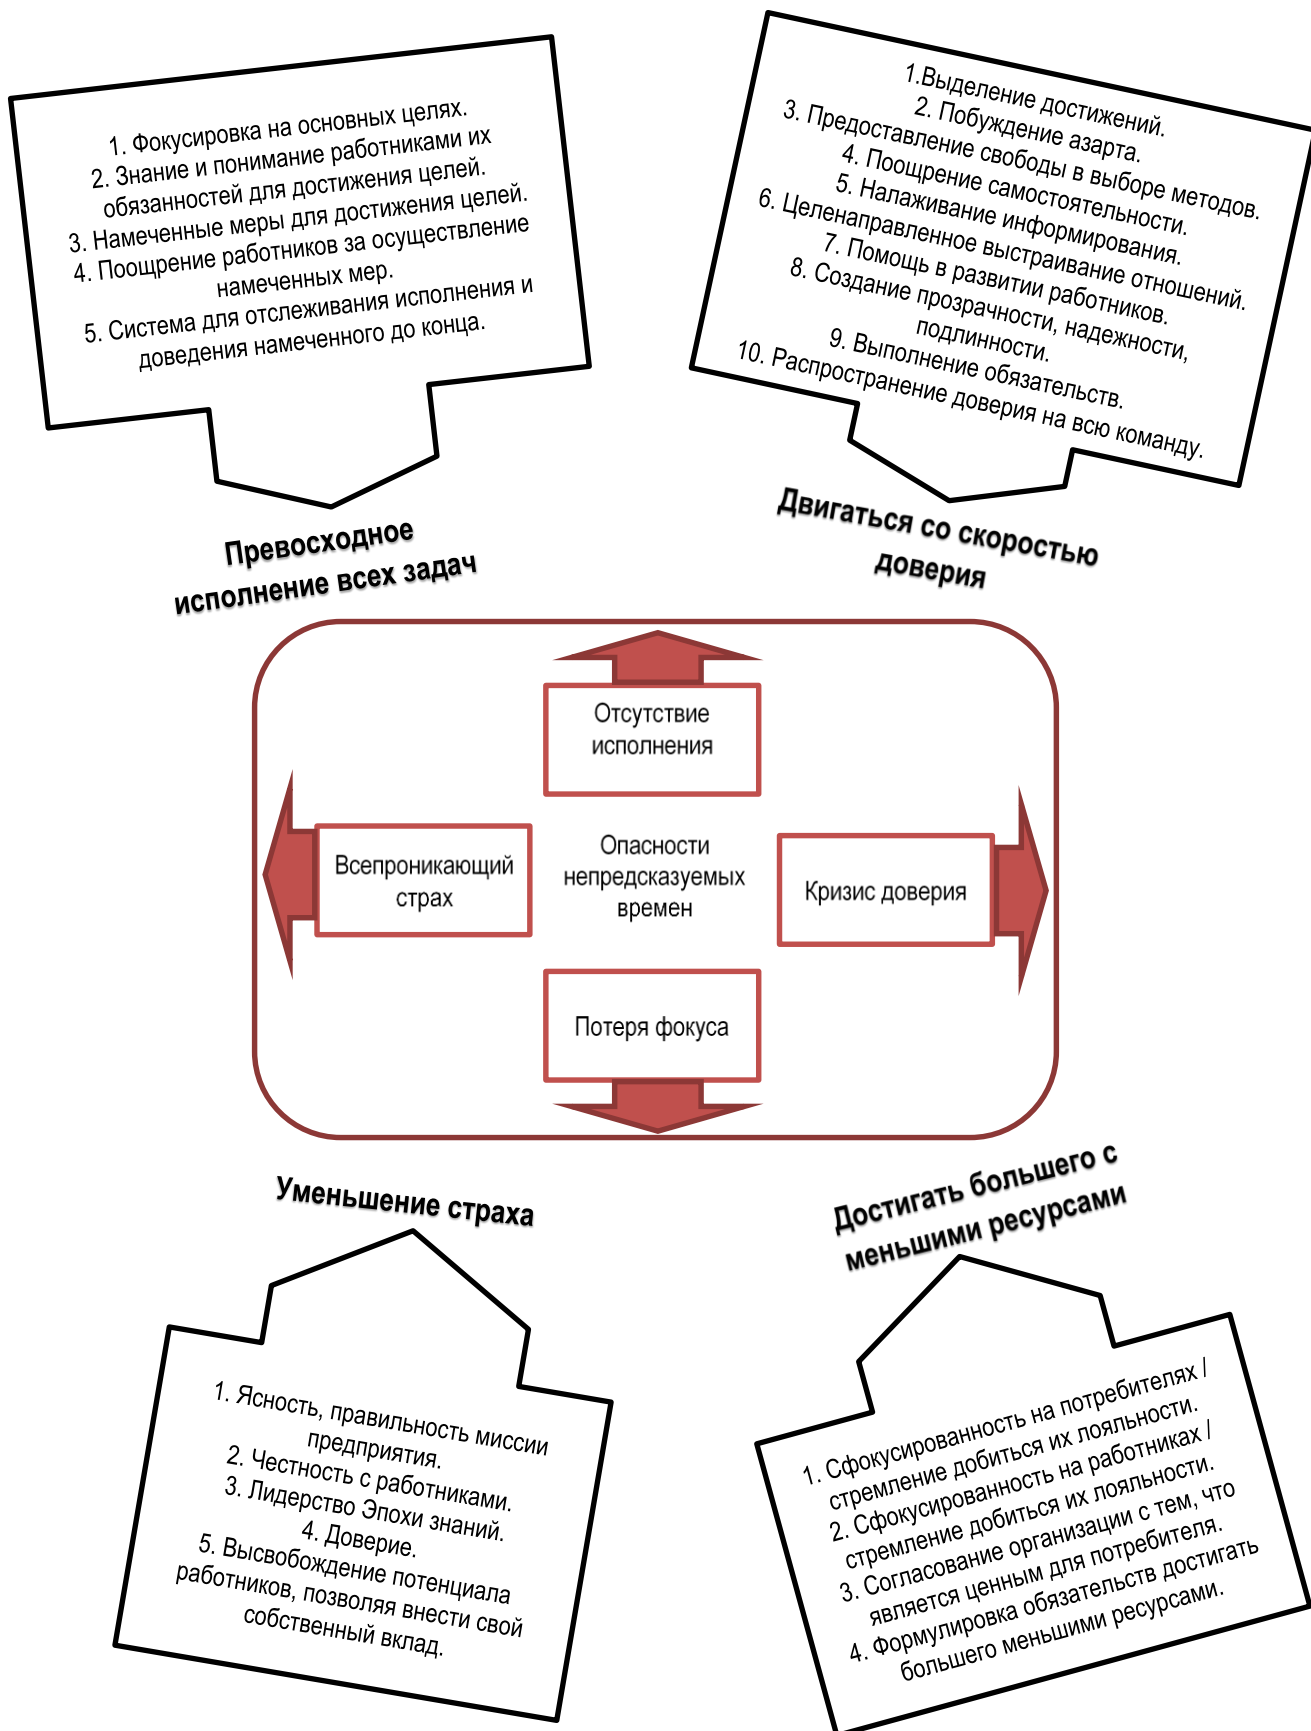 1. Фокусировка на основных целях.
2. Знание и понимание работниками их
обязанностей для достижения целей.
3. Намеченные меры для достижения целей.
4. Поощрение работников за осуществление
намеченных мер.
5. Система для отслеживания исполнения и
доведения намеченного до конца.
1.Выделение достижений.
2. Побуждение азарта.
3. Предоставление свободы в выборе методов.
4. Поощрение самостоятельности.
5. Налаживание информирования.
6. Целенаправленное выстраивание отношений.
7. Помощь в развитии работников.
8. Создание прозрачности, надежности,
подлинности.
9. Выполнение обязательств.
10. Распространение доверия на всю команду.
Превосходное
исполнение всех задач
Двигаться со скоростью
доверия
Отсутствие
исполнения
Всепроникающий
страх
Опасности
непредсказуемых
времен
Кризис доверия
Потеря фокуса
Уменьшение страха
Достигать большего с
меньшими ресурсами
1. Ясность, правильность миссии
предприятия.
2. Честность с работниками.
3. Лидерство Эпохи знаний.
4. Доверие.
5. Высвобождение потенциала
работников, позволяя внести свой
собственный вклад.
1. Сфокусированность на потребителях /
стремление добиться их лояльности.
2. Сфокусированность на работниках /
стремление добиться их лояльности.
3. Согласование организации с тем, что
является ценным для потребителя.
4. Формулировка обязательств достигать
большего меньшими ресурсами.